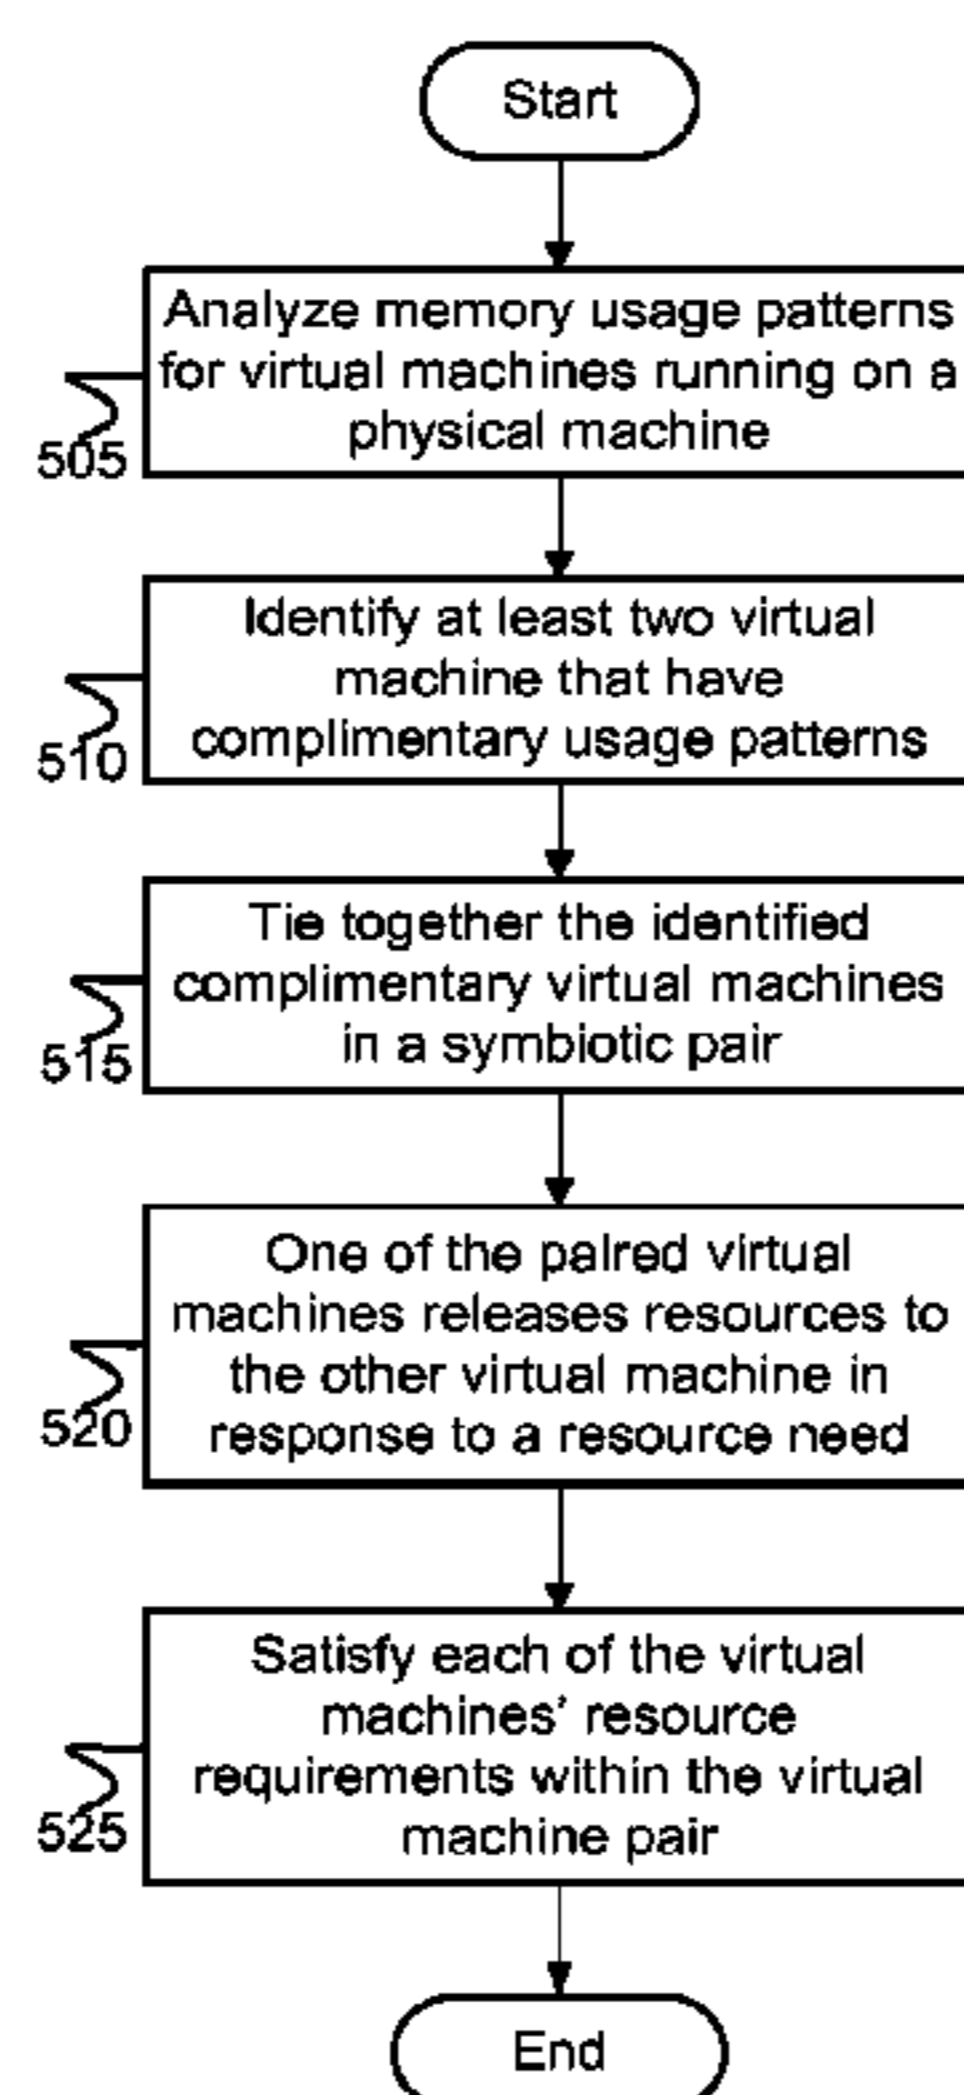 Start
Analyze memory usage patterns
for virtual machines running on a
physical machine
505
Identify at least two virtual
machine that have
complimentary usage patterns
510
Tie together the identified
complimentary virtual machines
in a symbiotic pair
515
One of the paired virtual
machines releases resources to
the other virtual machine in
response to a resource need
520
Satisfy each of the virtual
machines' resource
requirements within the virtual
machine pair
525
End